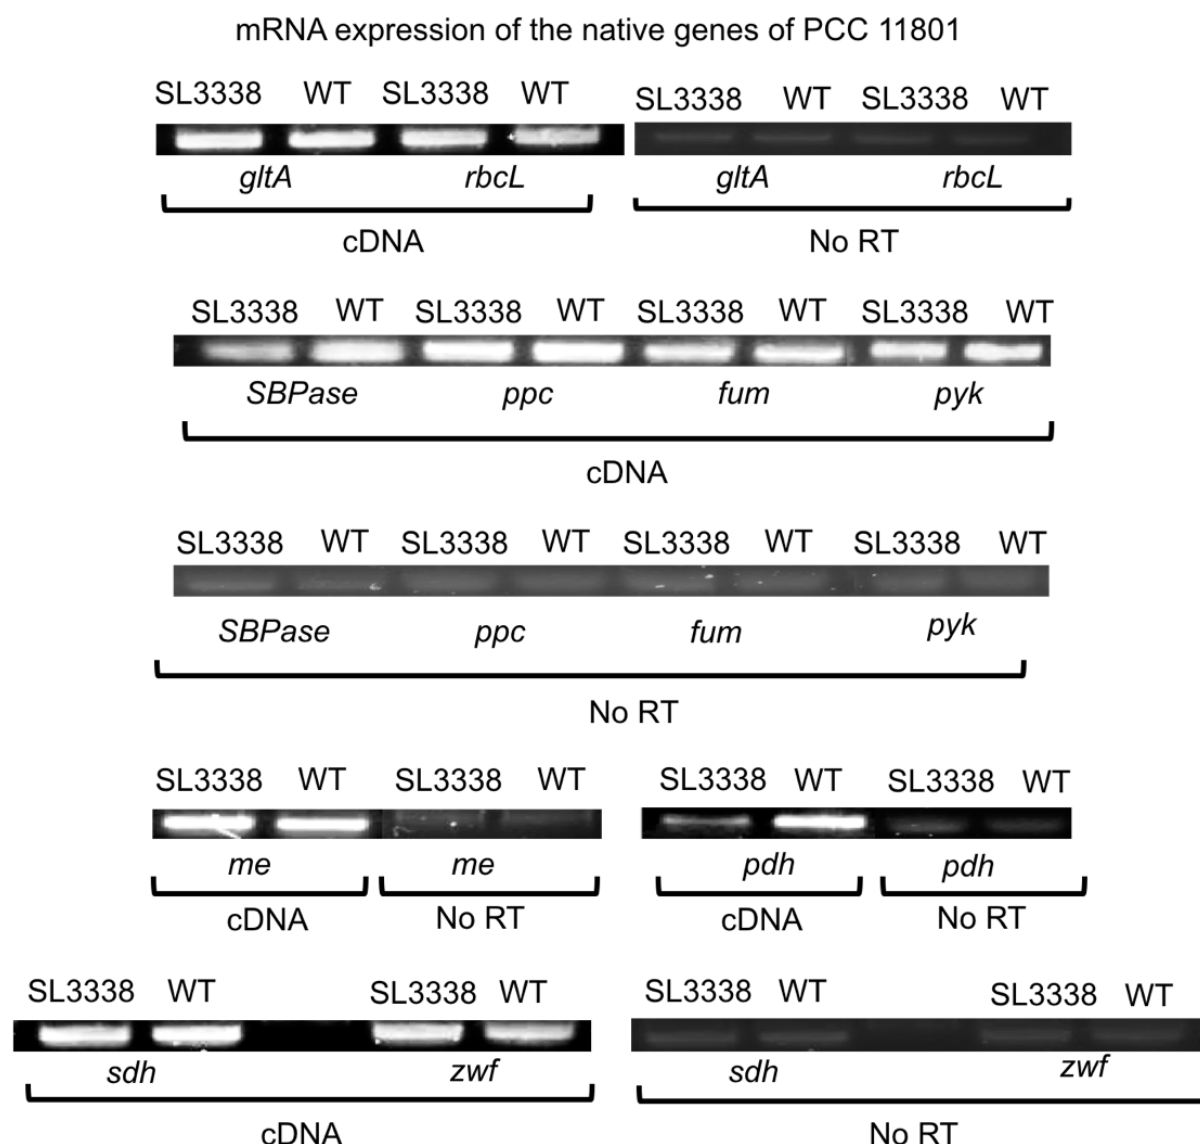 mRNA expression of the native genes of PCC 11801
SL3338 WT SL3338 WT SL3338 WT SL3338 WT
gltA rbcL gltA rbcL
cDNA No RT
SL3338 WT SL3338 WT SL3338 WT SL3338 WT
SBPase ppc fum pyk
cDNA
SL3338 WT SL3338 WT SL3338 WT SL3338 WT
SBPase ppc fum pyk
No RT
SL3338 WT SL3338 WT SL3338 WT SL3338 WT
me me pdh pdh
cDNA No RT cDNA No RT
SL3338 WT SL3338 WT SL3338 WT SL3338 WT
sdh zwf sdh zwf
cDNA No RT